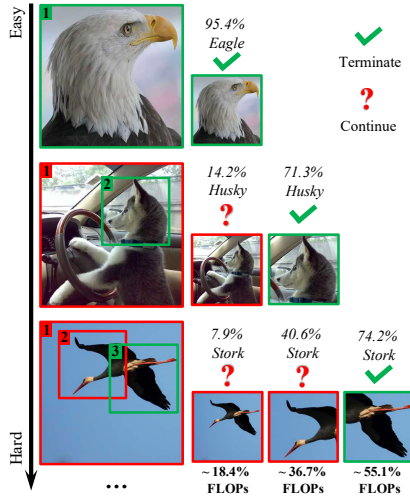 Easy
1
95.4%
Eagle
Terminate
?
Continue
1
2
14.2%
Husky
?
71.3%
Husky
1
2
3
7.9%
Stork
?
40.6%
Stork
?
74.2%
Stork
Hard
...
~ 18.4%
FLOPs
~ 36.7%
FLOPs
~ 55.1%
FLOPs